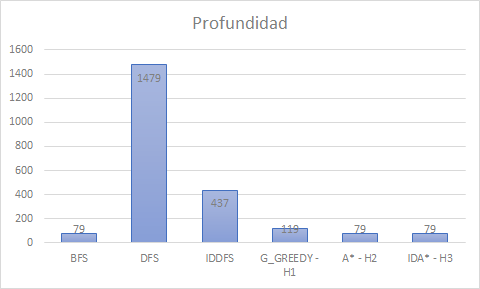 Profundidad
1600
1400
1200
1000
800
600
400
200
0
79
1479
437
119
79
79
BFS
DFS
IDDFS
G_GREEDY -
H1
A* - H2
IDA* - H3